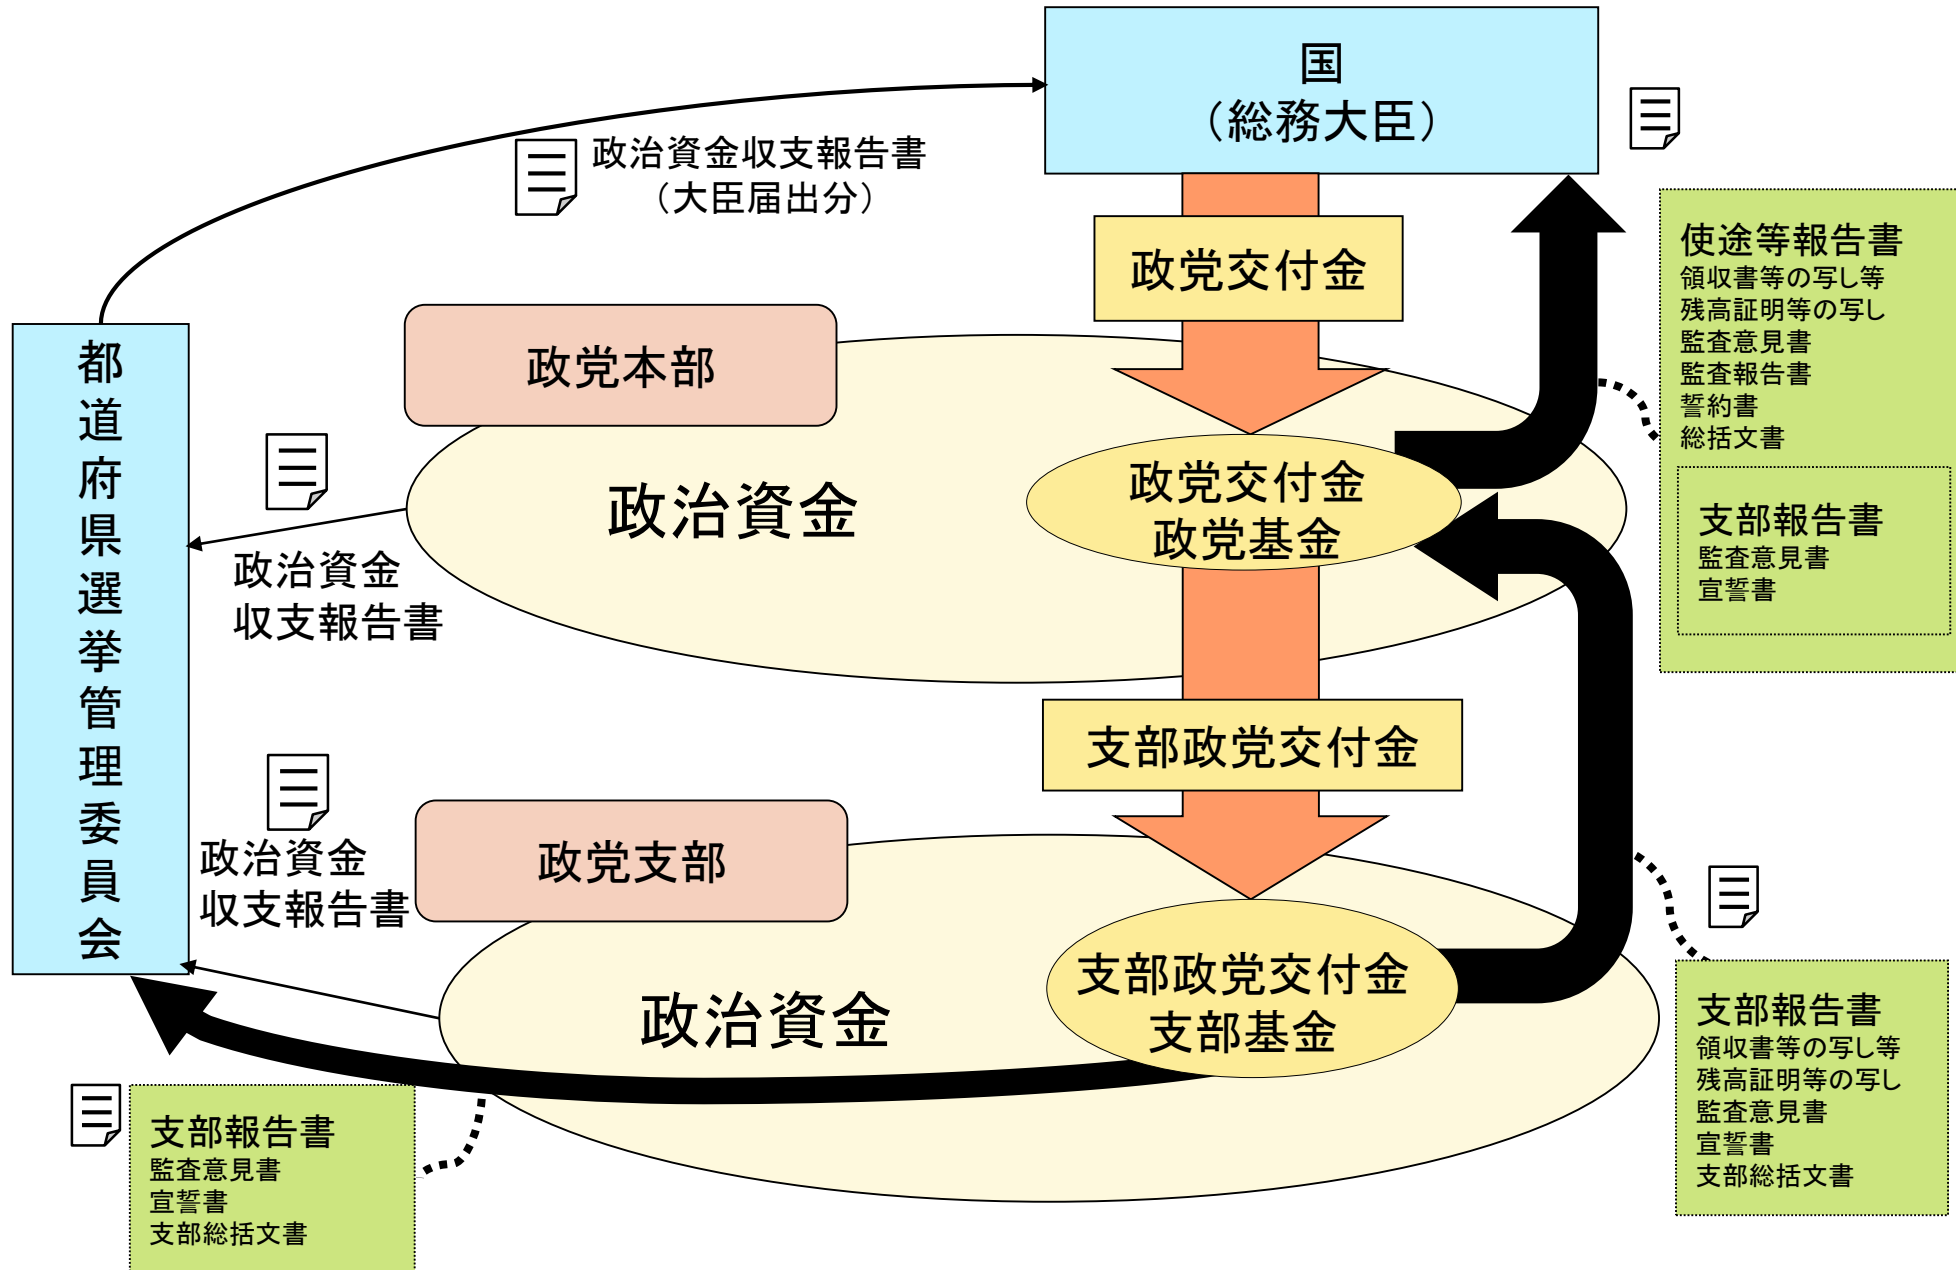 国
（総務大臣）
政治資金収支報告書
（大臣届出分）
政党交付金
使途等報告書
領収書等の写し等
残高証明等の写し
監査意見書
監査報告書
誓約書
総括文書
支部報告書
監査意見書
宣誓書
都道府県選挙管理委員会
政党本部
政治資金
政党交付金
政党基金
政治資金
収支報告書
支部政党交付金
政党支部
政治資金
収支報告書
政治資金
支部政党交付金
支部基金
支部報告書
領収書等の写し等
残高証明等の写し
監査意見書
宣誓書
支部総括文書
支部報告書
監査意見書
宣誓書
支部総括文書